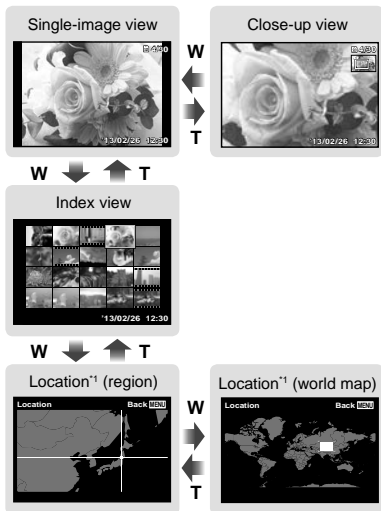 Single-image view
4/30
'13/02/26 12:30
W
T
Close-up view
4/30
'13/02/26 12:30
W
T
Index view
'13/02/26 12:30
W
T
Location*1 (region)
Location
Back MENU
W
T
Location*1 (world map)
Location
Back MENU